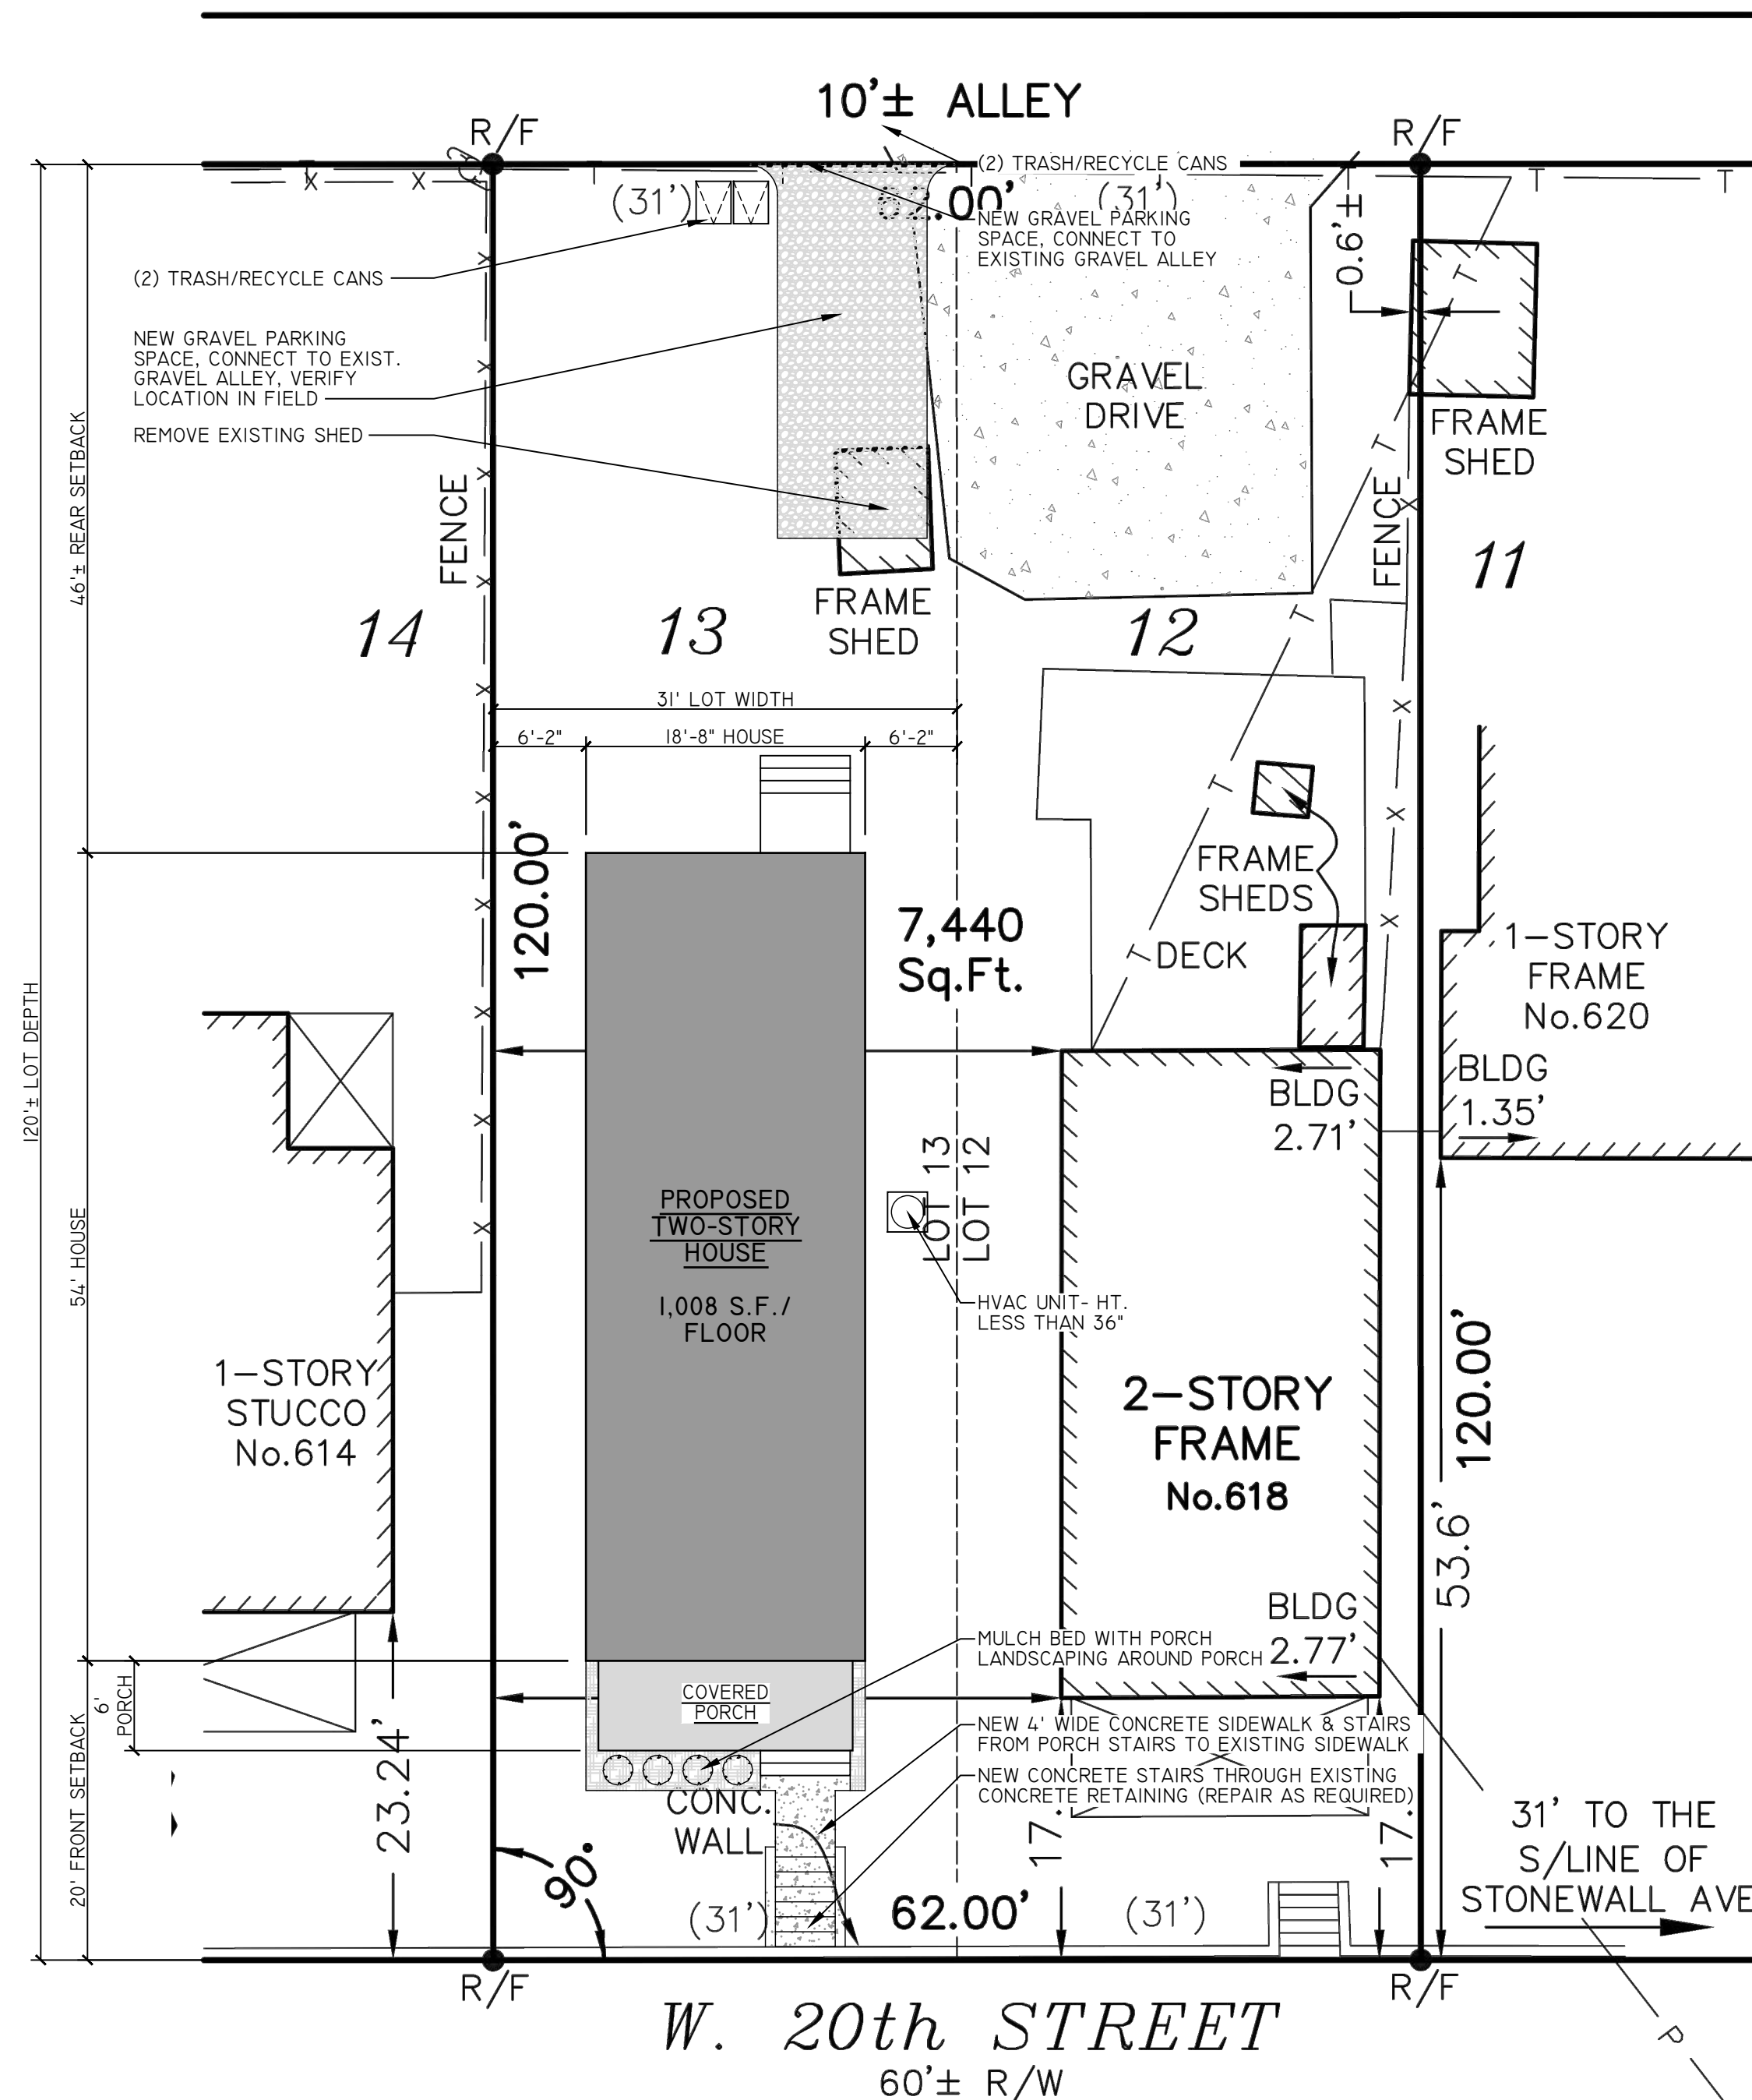 10'± ALLEY
R/F
R/F
(2) TRASH/RECYCLE CANS
(31')
.00'
(31')
NEW GRAVEL PARKING
SPACE, CONNECT TO
EXISTING GRAVEL ALLEY
0.6'±
(2) TRASH/RECYCLE CANS
NEW GRAVEL PARKING
SPACE, CONNECT TO EXIST.
GRAVEL ALLEY, VERIFY
LOCATION IN FIELD
REMOVE EXISTING SHED
GRAVEL
DRIVE
FRAME
SHED
46'± REAR SETBACK
FENCE
FENCE
11
FRAME
SHED
14
13
12
31' LOT WIDTH
6'-2"
18'-8" HOUSE
6'-2"
120.00'
FRAME
SHEDS
7,440
Sq.Ft.
DECK
1-STORY
FRAME
No.620
120'± LOT DEPTH
BLDG
2.71'
BLDG
1.35'
LOT 13
LOT 12
PROPOSED
TWO-STORY
HOUSE
1,008 S.F./
FLOOR
54' HOUSE
HVAC UNIT- HT.
LESS THAN 36"
1-STORY
STUCCO
No.614
2-STORY
FRAME
No.618
120.00'
53.6'
BLDG
2.77'
MULCH BED WITH PORCH
LANDSCAPING AROUND PORCH
COVERED
PORCH
6'
PORCH
20' FRONT SETBACK
23.24'
NEW 4' WIDE CONCRETE SIDEWALK & STAIRS
FROM PORCH STAIRS TO EXISTING SIDEWALK
NEW CONCRETE STAIRS THROUGH EXISTING
CONCRETE RETAINING (REPAIR AS REQUIRED)
CONC.
WALL
17.
17.
31' TO THE
S/LINE OF
STONEWALL AVE
90°
(31')
62.00'
(31')
R/F
R/F
W. 20th STREET
60'± R/W
P